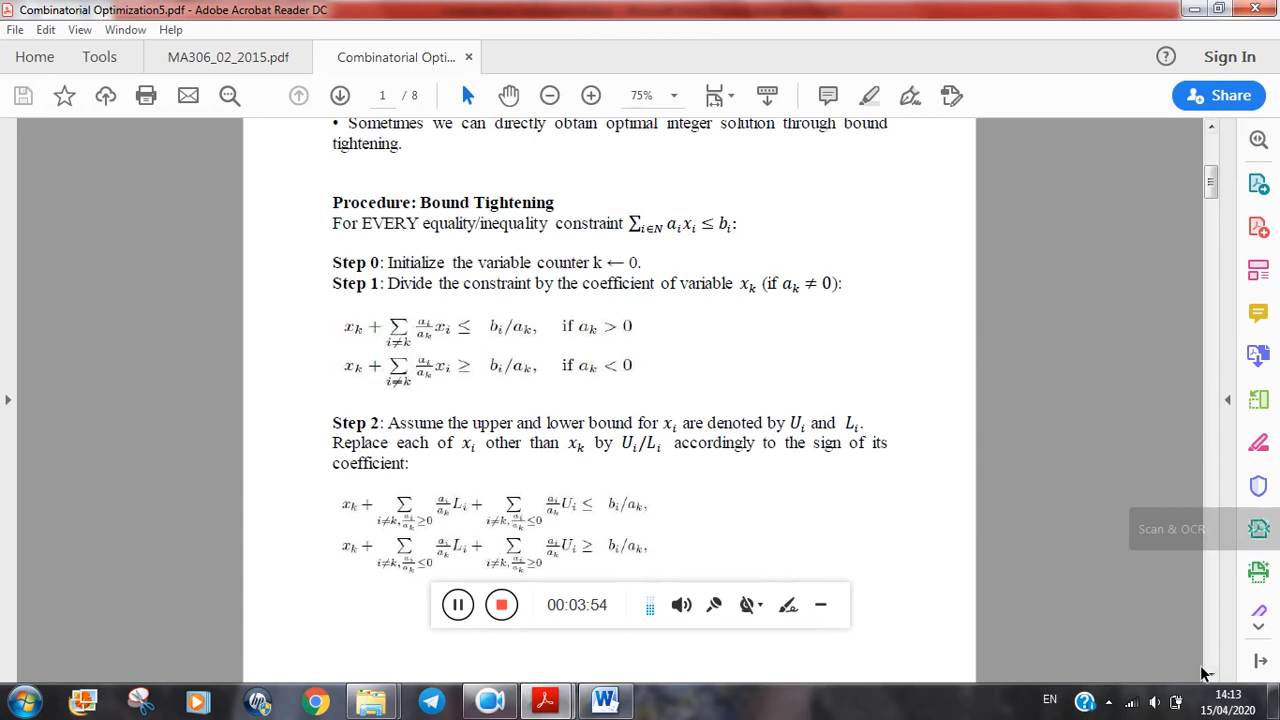 Combinatorial Optimization5.pdf - Adobe Acrobat Reader DC
File Edit View Window Help
Home Tools MA306_02_2015.pdf Combinatorial Opti... × Sign In
1 / 8 75% Share
• Sometimes we can directly obtain optimal integer solution through bound
tightening.
Procedure: Bound Tightening
For EVERY equality/inequality constraint ∑_{i∈N} a_i x_i ≤ b_i:
Step 0: Initialize the variable counter k ← 0.
Step 1: Divide the constraint by the coefficient of variable x_k (if a_k ≠ 0):
x_k + ∑_{i≠k} a_i/a_k x_i ≤ b_i/a_k, if a_k > 0
x_k + ∑_{i≠k} a_i/a_k x_i ≥ b_i/a_k, if a_k < 0
Step 2: Assume the upper and lower bound for x_i are denoted by U_i and L_i.
Replace each of x_i other than x_k by U_i/L_i accordingly to the sign of its
coefficient:
x_k + ∑_{i≠k, a_i/a_k ≥0} a_i/a_k L_i + ∑_{i≠k, a_i/a_k ≤0} a_i/a_k U_i ≤ b_i/a_k,
x_k + ∑_{i≠k, a_i/a_k ≤0} a_i/a_k L_i + ∑_{i≠k, a_i/a_k ≥0} a_i/a_k U_i ≥ b_i/a_k,
Scan & OCR
00:03:54
EN 14:13
15/04/2020